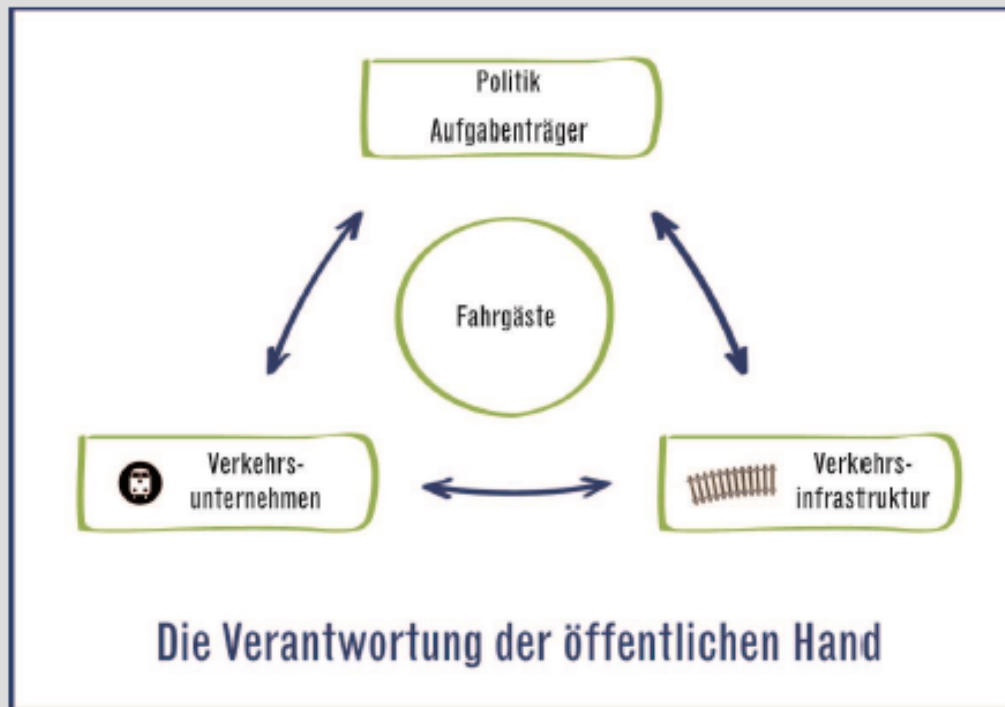 Politik
Aufgabenträger
Fahrgäste
Verkehrs-
unternehmen
Verkehrs-
infrastruktur
Die Verantwortung der öffentlichen Hand